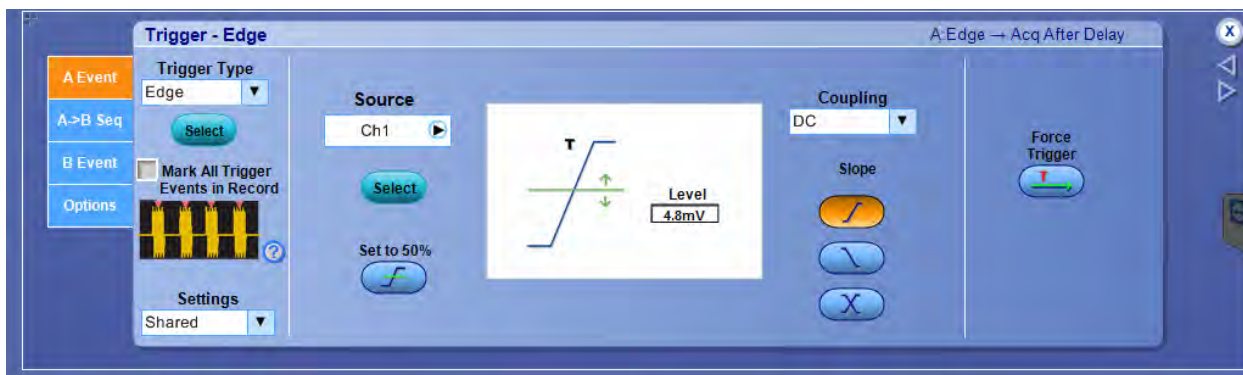 Trigger - Edge
A:Edge → Acq After Delay
X
A Event
A->B Seq
B Event
Options
Trigger Type
Edge
Select
Mark All Trigger
Events in Record
?
Settings
Shared
Source
Ch1
Select
Set to 50%
T
Level
4.8mV
Coupling
DC
Slope
Force
Trigger
T